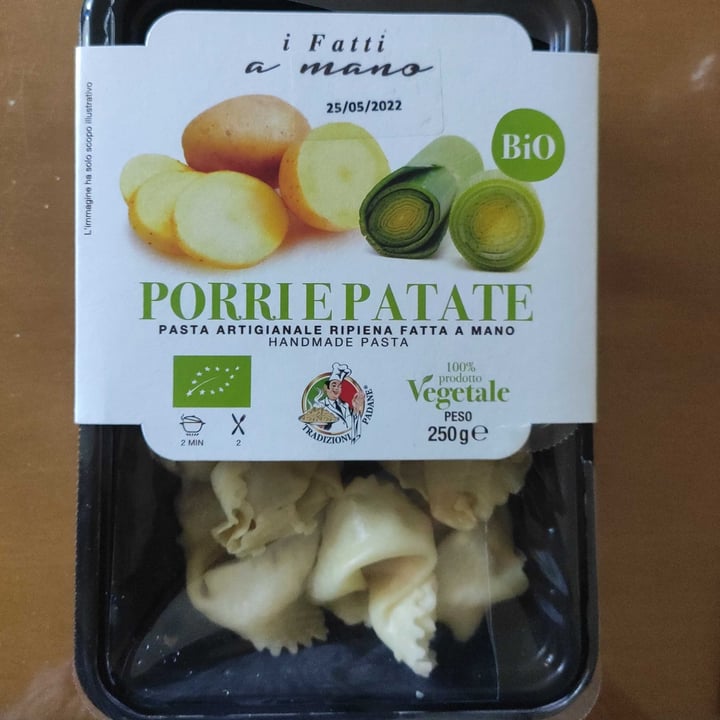 i Fatti
a mano
25/05/2022
BiO
L'immagine ha solo scopo illustrativo
PORRI E PATATE
PASTA ARTIGIANALE RIPIENA FATTA A MANO
HANDMADE PASTA
100%
prodotto
Vegetale
PESO
250 g e
TRADIZIONI PADANE®
2 MIN
2